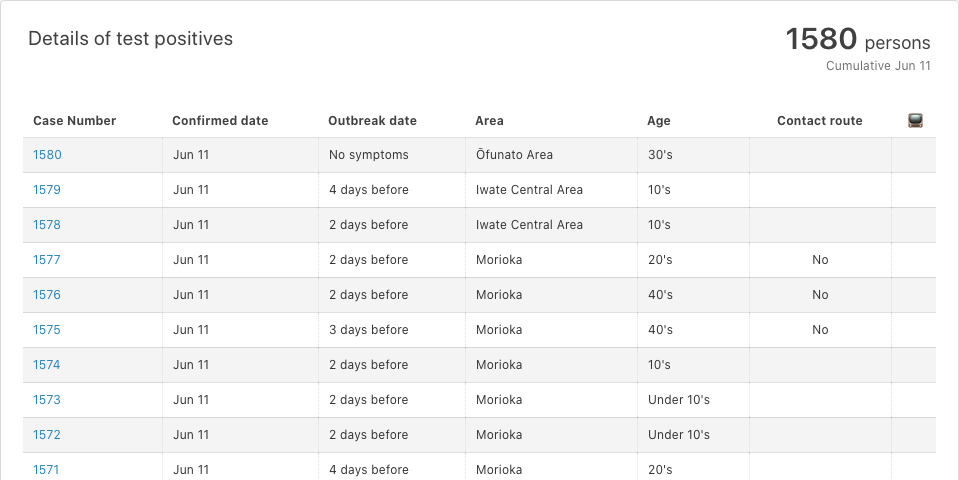 Details of test positives
1580 persons
Cumulative Jun 11
Case Number Confirmed date Outbreak date Area Age Contact route
1580 Jun 11 No symptoms Ōfunato Area 30's
1579 Jun 11 4 days before Iwate Central Area 10's
1578 Jun 11 2 days before Iwate Central Area 10's
1577 Jun 11 2 days before Morioka 20's No
1576 Jun 11 2 days before Morioka 40's No
1575 Jun 11 3 days before Morioka 40's No
1574 Jun 11 2 days before Morioka 10's
1573 Jun 11 2 days before Morioka Under 10's
1572 Jun 11 2 days before Morioka Under 10's
1571 Jun 11 4 days before Morioka 20's